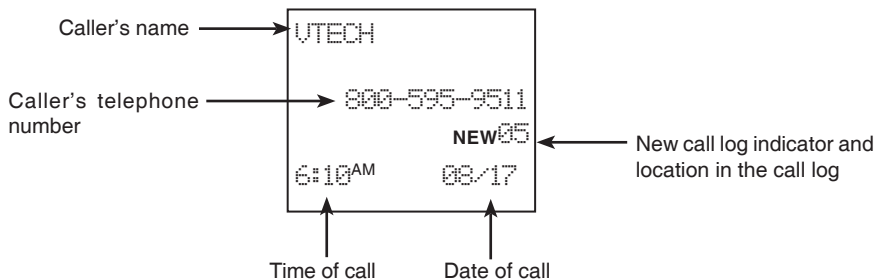 Caller's name
VTECH
Caller's telephone
number
800-595-9511
NEW05
New call log indicator and
location in the call log
6:10AM
08/17
Time of call
Date of call